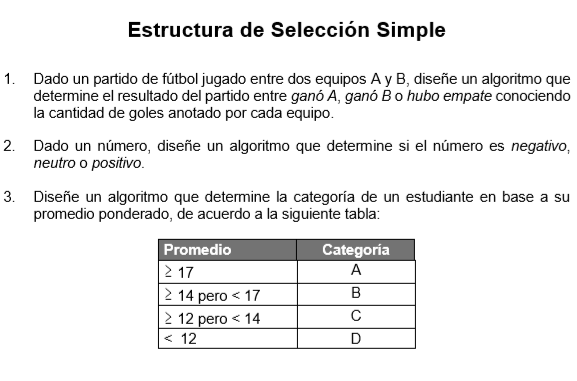 Estructura de Selección Simple
1. Dado un partido de fútbol jugado entre dos equipos A y B, diseñe un algoritmo que
determine el resultado del partido entre ganó A, ganó B o hubo empate conociendo
la cantidad de goles anotado por cada equipo.
2. Dado un número, diseñe un algoritmo que determine si el número es negativo,
neutro o positivo.
3. Diseñe un algoritmo que determine la categoría de un estudiante en base a su
promedio ponderado, de acuerdo a la siguiente tabla:
Promedio Categoría
≥ 17 A
≥ 14 pero < 17 B
≥ 12 pero < 14 C
< 12 D